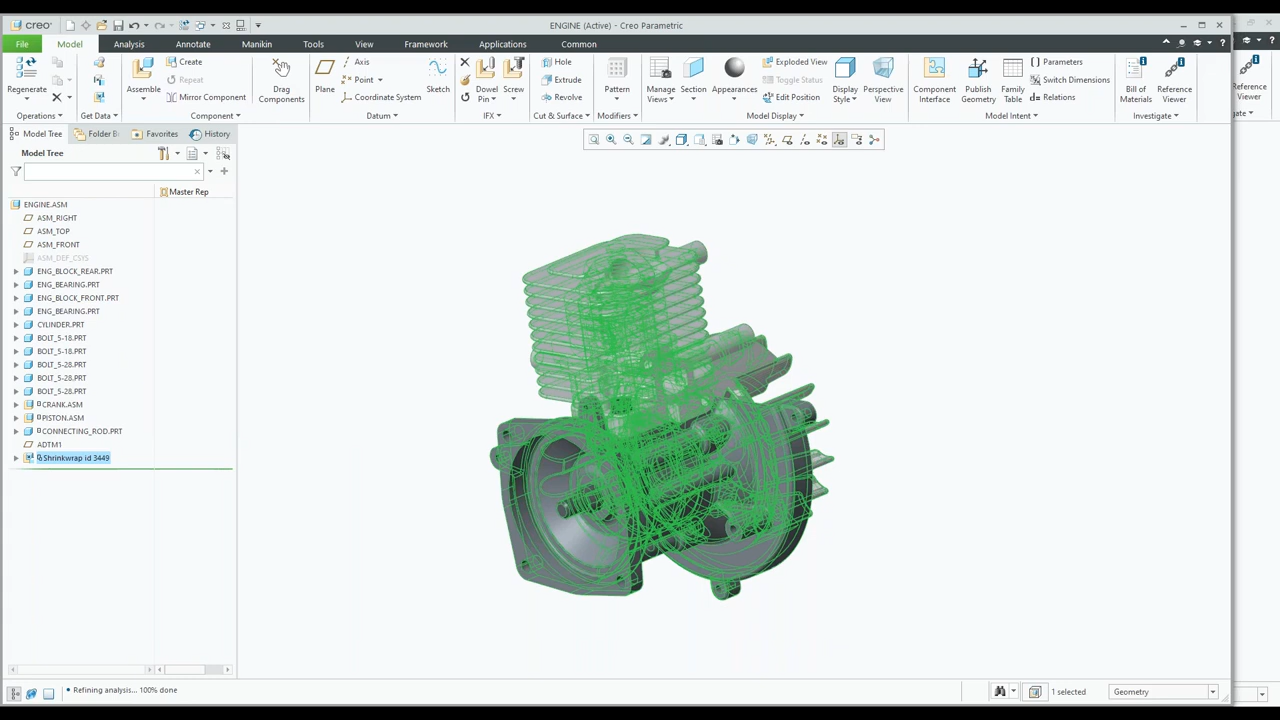 creo
ENGINE (Active) - Creo Parametric
File Model Analysis Annotate Manikin Tools View Framework Applications Common
Regenerate
Operations
Get Data
Assemble
Create
Repeat
Mirror Component
Drag
Components
Component
Plane
Axis
Point
Coordinate System
Sketch
Datum
Dowel
Pin
Screw
IFX
Hole
Extrude
Revolve
Cut & Surface
Pattern
Modifiers
Manage
Views
Section
Appearances
Exploded View
Toggle Status
Edit Position
Display
Style
Perspective
View
Model Display
Component
Interface
Publish
Geometry
Family
Table
Parameters
Switch Dimensions
Relations
Model Intent
Bill of
Materials
Reference
Viewer
Investigate
Reference
Viewer
gate
Model Tree Folder B Favorites History
Model Tree
Master Rep
ENGINE.ASM
ASM_RIGHT
ASM_TOP
ASM_FRONT
ASM_DEF_CSYS
ENG_BLOCK_REAR.PRT
ENG_BEARING.PRT
ENG_BLOCK_FRONT.PRT
ENG_BEARING.PRT
CYLINDER.PRT
BOLT_5-18.PRT
BOLT_5-18.PRT
BOLT_5-28.PRT
BOLT_5-28.PRT
BOLT_5-28.PRT
CRANK.ASM
PISTON.ASM
CONNECTING_ROD.PRT
ADTM1
Shrinkwrap id 3449
• Refining analysis... 100% done
1 selected
Geometry